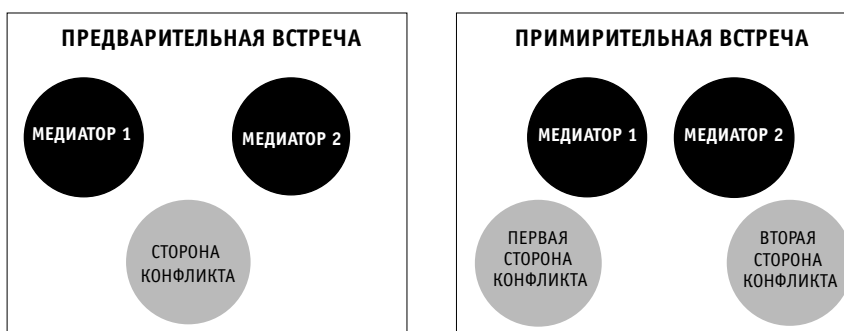 ПРЕДВАРИТЕЛЬНАЯ ВСТРЕЧА
МЕДИАТОР 1
МЕДИАТОР 2
СТОРОНА
КОНФЛИКТА
ПРИМИРИТЕЛЬНАЯ ВСТРЕЧА
МЕДИАТОР 1
МЕДИАТОР 2
ПЕРВАЯ
СТОРОНА
КОНФЛИКТА
ВТОРАЯ
СТОРОНА
КОНФЛИКТА